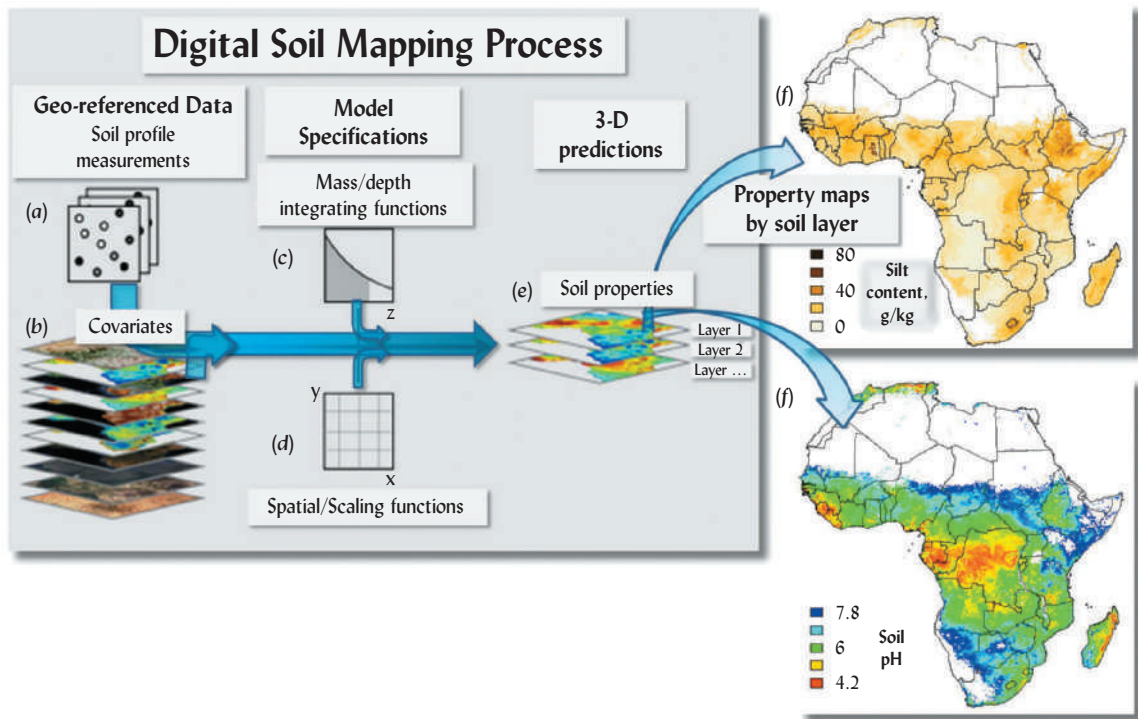 Digital Soil Mapping Process
Geo-referenced Data
Soil profile
measurements
(a)
(b)
Covariates
Model
Specifications
Mass/depth
integrating functions
(c)
z
y
(d)
x
Spatial/Scaling functions
3-D
predictions
(e)
Soil properties
Layer 1
Layer 2
Layer ...
Property maps
by soil layer
(f)
80
40
0
Silt
content,
g/kg
(f)
7.8
6
4.2
Soil
pH